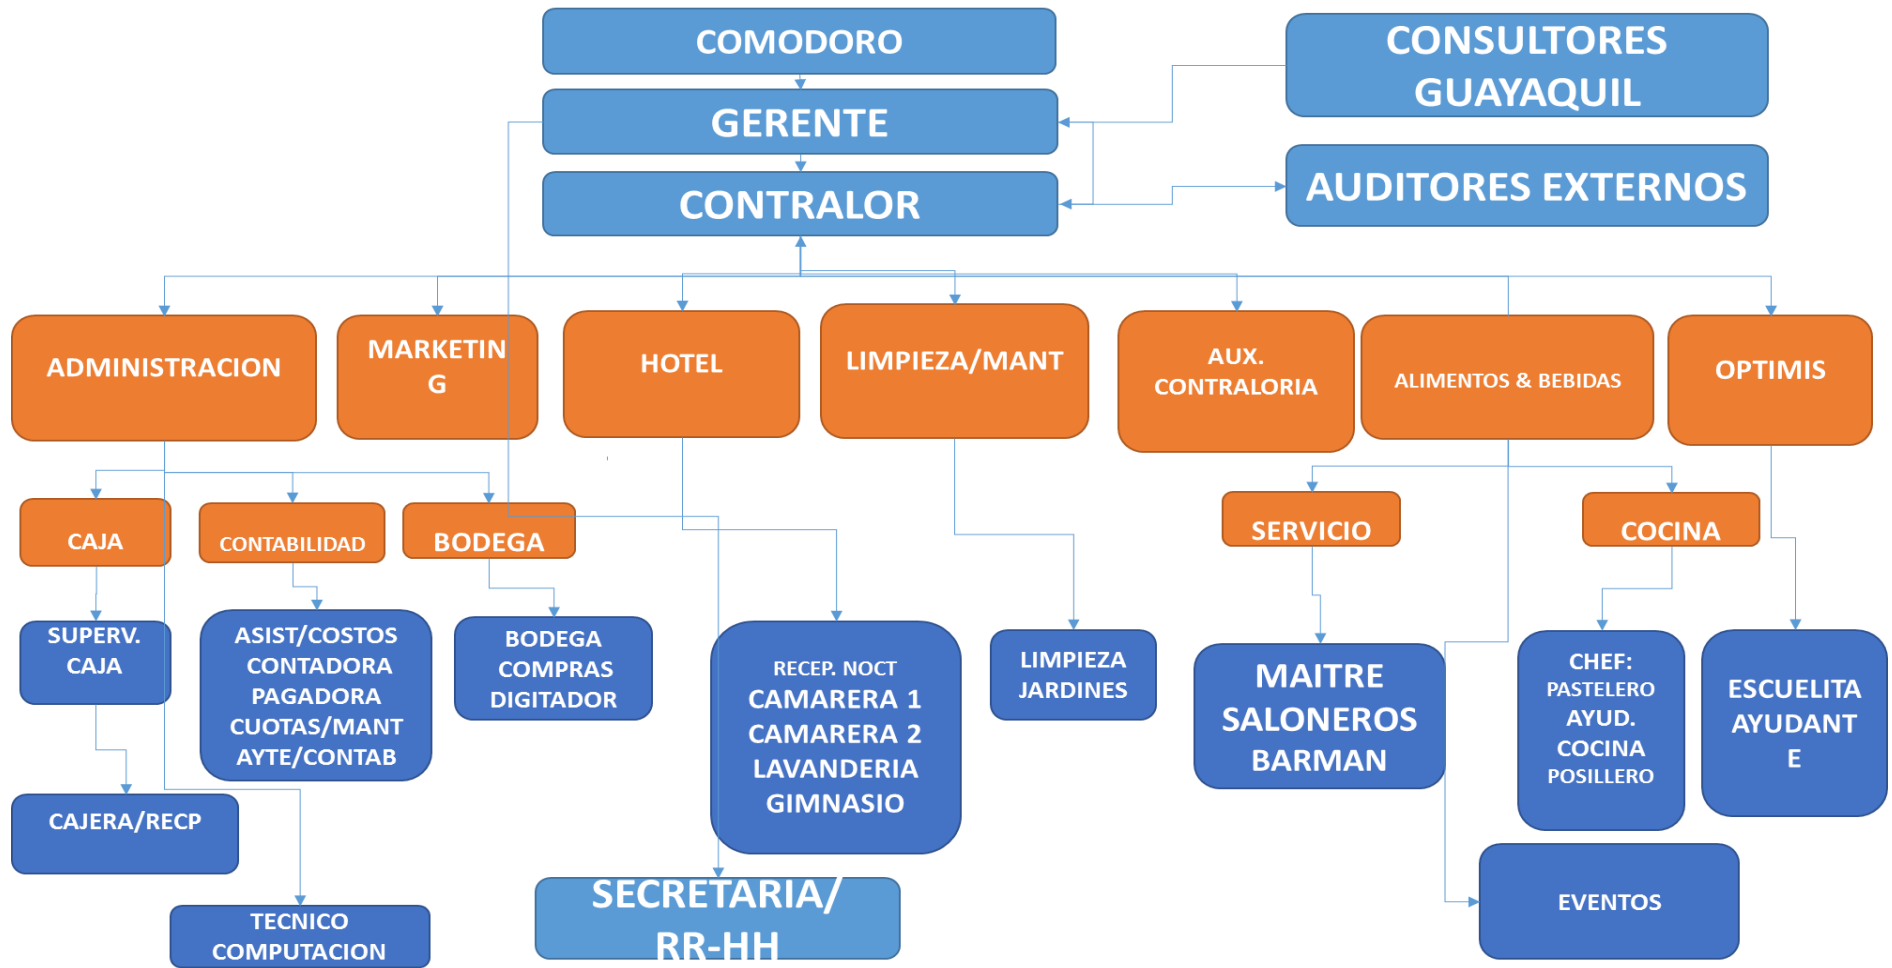 COMODORO
CONSULTORES
GUAYAQUIL
GERENTE
CONTRALOR
AUDITORES EXTERNOS
ADMINISTRACION
MARKETIN
G
HOTEL
LIMPIEZA/MANT
AUX.
CONTRALORIA
ALIMENTOS & BEBIDAS
OPTIMIS
CAJA
CONTABILIDAD
BODEGA
SERVICIO
COCINA
SUPERV.
CAJA
ASIST/COSTOS
CONTADORA
PAGADORA
CUOTAS/MANT
AYTE/CONTAB
BODEGA
COMPRAS
DIGITADOR
RECEP. NOCT
CAMARERA 1
CAMARERA 2
LAVANDERIA
GIMNASIO
LIMPIEZA
JARDINES
MAITRE
SALONEROS
BARMAN
CHEF:
PASTELERO
AYUD.
COCINA
POSILLERO
ESCUELITA
AYUDANT
E
CAJERA/RECP
TECNICO
COMPUTACION
SECRETARIA/
RR-HH
EVENTOS